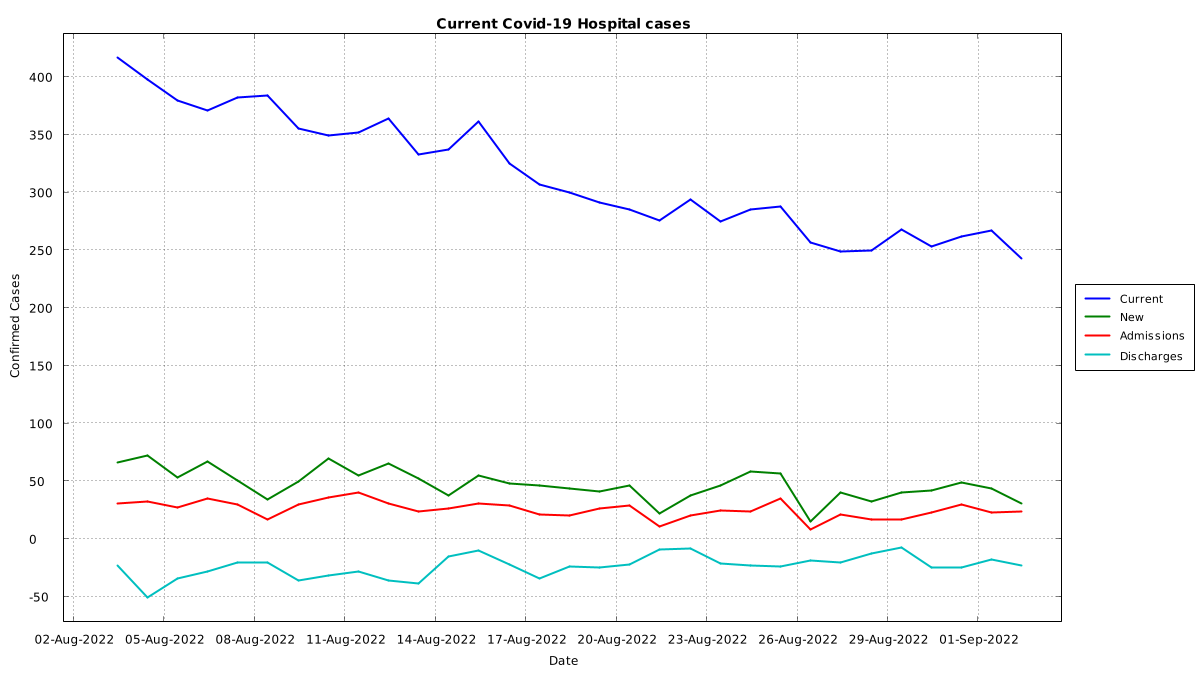 Current Covid-19 Hospital cases
Confirmed Cases
400
350
300
250
200
150
100
50
0
-50
02-Aug-2022 05-Aug-2022 08-Aug-2022 11-Aug-2022 14-Aug-2022 17-Aug-2022 20-Aug-2022 23-Aug-2022 26-Aug-2022 29-Aug-2022 01-Sep-2022
Date
Current
New
Admissions
Discharges